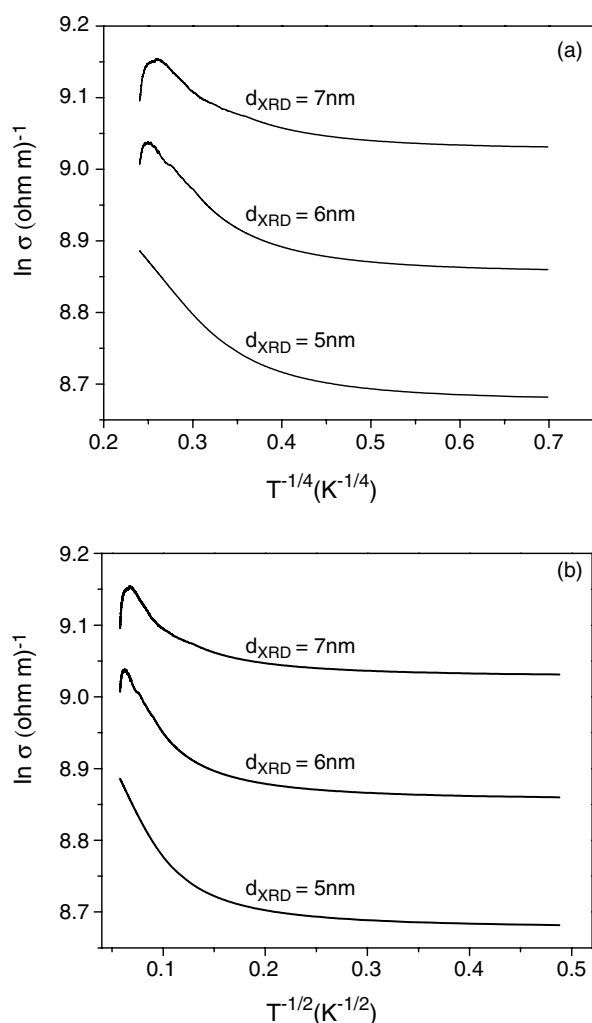 (a)
9.2
9.1
9.0
8.9
8.8
8.7
ln σ (ohm m)⁻¹
d_XRD = 7nm
d_XRD = 6nm
d_XRD = 5nm
0.2 0.3 0.4 0.5 0.6 0.7
T⁻¹/⁴(K⁻¹/⁴)
(b)
9.2
9.1
9.0
8.9
8.8
8.7
ln σ (ohm m)⁻¹
d_XRD = 7nm
d_XRD = 6nm
d_XRD = 5nm
0.1 0.2 0.3 0.4 0.5
T⁻¹/²(K⁻¹/²)